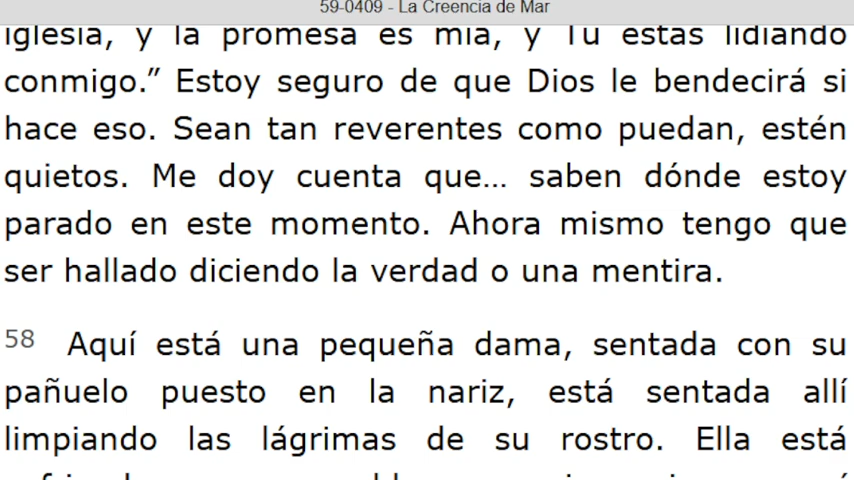 59-0409 - La Creencia de Mar
iglesia, y la promesa es mía, y Tú estás lidiando
conmigo.” Estoy seguro de que Dios le bendecirá si
hace eso. Sean tan reverentes como puedan, estén
quietos. Me doy cuenta que... saben dónde estoy
parado en este momento. Ahora mismo tengo que
ser hallado diciendo la verdad o una mentira.
58 Aquí está una pequeña dama, sentada con su
pañuelo puesto en la nariz, está sentada allí
limpiando las lágrimas de su rostro. Ella está